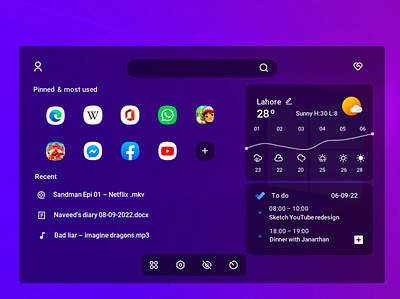 Pinned & most used
W
f
Recent
Sandman Epi 01 – Netflix .mkv
Naveed's diary 08-09-2022.docx
Bad liar – imagine dragons.mp3
Lahore
28°
Sunny H:30 L:8
01 02 03 04 05 06
23 20 22 25 26 28
To do 06-09-22
08:00 – 10:00
Sketch YouTube redesign
18:00 – 19:00
Dinner with Janarthan